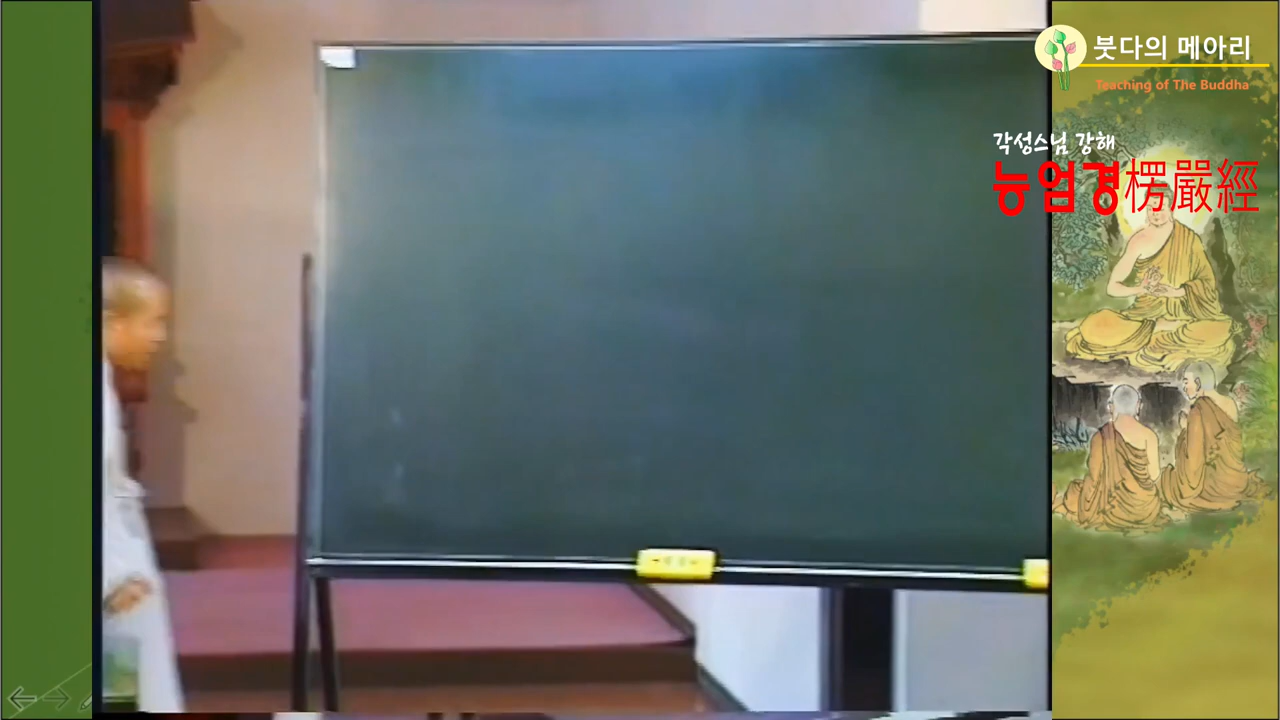 붓다의 메아리
Teaching of The Buddha
각성스님 강해
능엄경楞嚴經